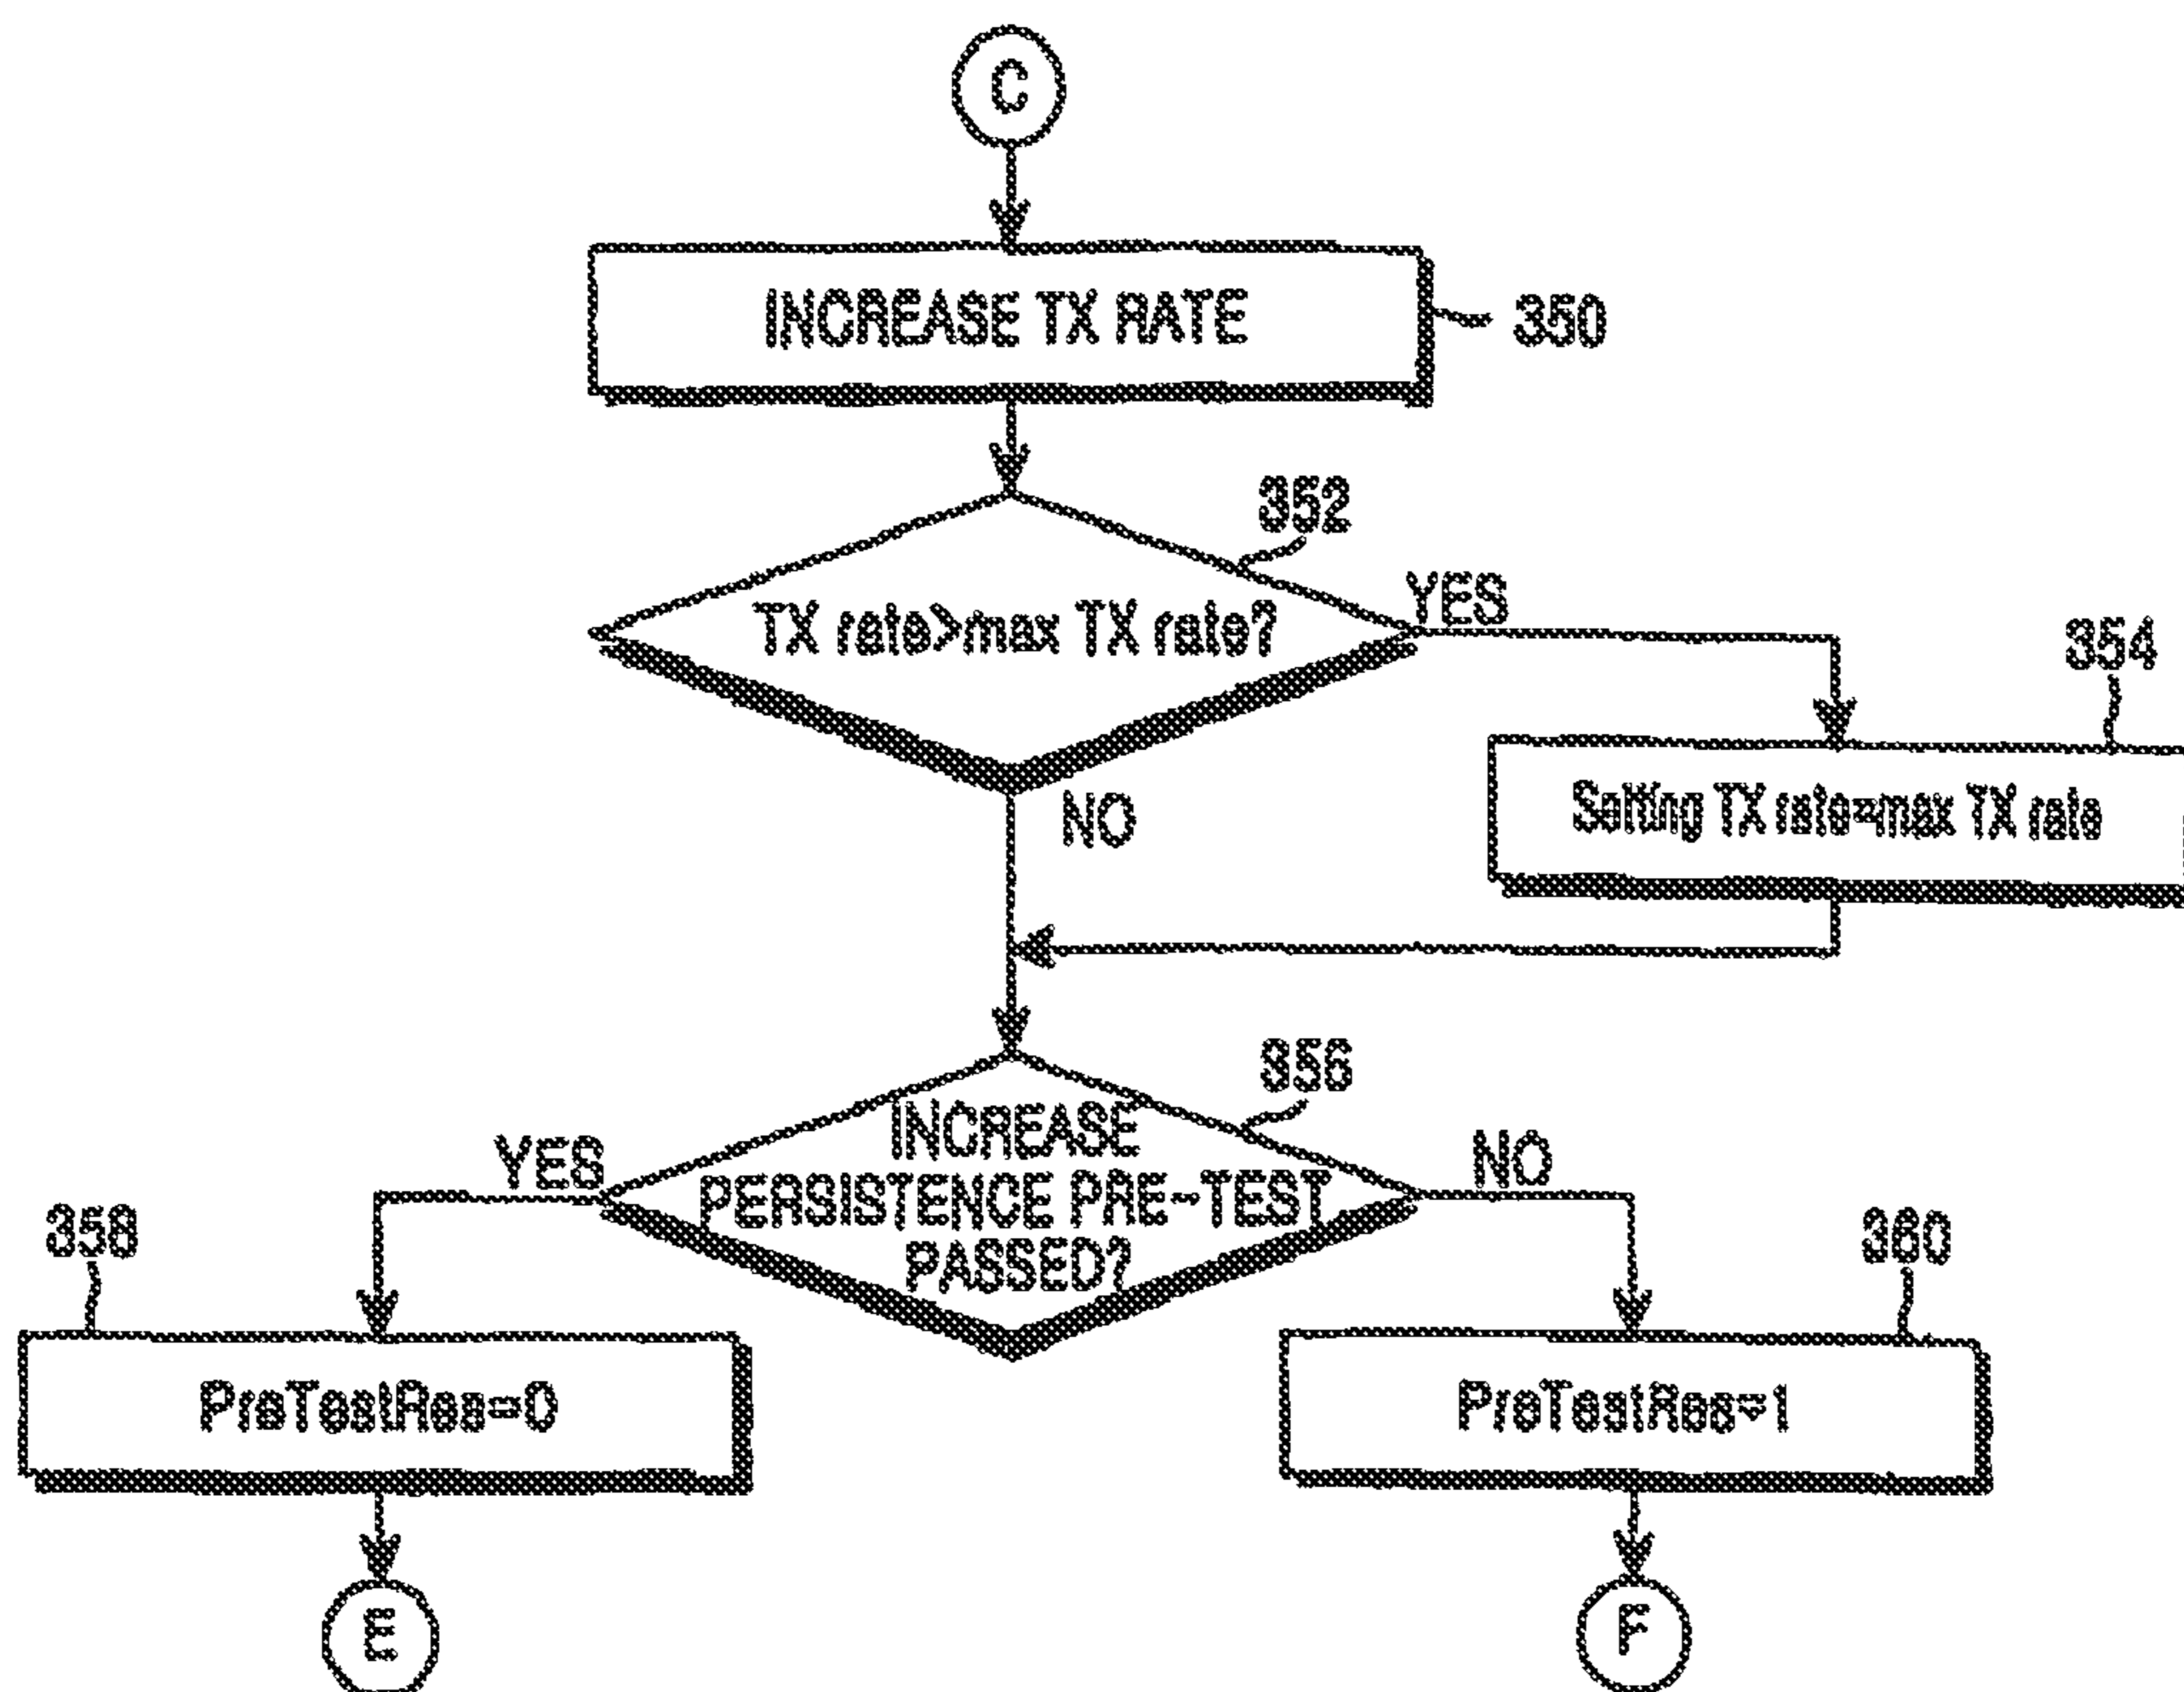 C
INCREASE TX RATE
350
352
TX rate>max TX rate?
YES
354
Setting TX rate=max TX rate
NO
356
INCREASE
PERSISTENCE PRE-TEST
PASSED?
YES
NO
358
360
PreTestRes=0
PreTestRes=1
E
F